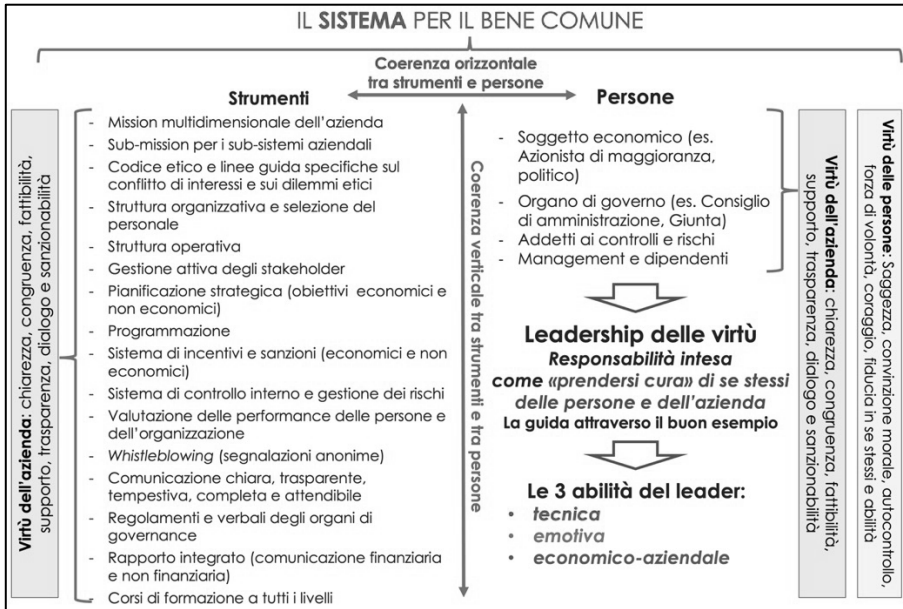 IL SISTEMA PER IL BENE COMUNE
Coerenza orizzontale
tra strumenti e persone
Strumenti
Persone
Virtù dell'azienda: chiarezza, congruenza, fattibilità,
supporto, trasparenza, dialogo e sanzionabilità
- Mission multidimensionale dell'azienda
- Sub-mission per i sub-sistemi aziendali
- Codice etico e linee guida specifiche sul
conflitto di interessi e sui dilemmi etici
- Struttura organizzativa e selezione del
personale
- Struttura operativa
- Gestione attiva degli stakeholder
- Pianificazione strategica (obiettivi economici e
non economici)
- Programmazione
- Sistema di incentivi e sanzioni (economici e non
economici)
- Sistema di controllo interno e gestione dei rischi
- Valutazione delle performance delle persone e
dell'organizzazione
- Whistleblowing (segnalazioni anonime)
- Comunicazione chiara, trasparente,
tempestiva, completa e attendibile
- Regolamenti e verbali degli organi di
governance
- Rapporto integrato (comunicazione finanziaria
e non finanziaria)
- Corsi di formazione a tutti i livelli
Coerenza verticale tra strumenti e tra persone
- Soggetto economico (es.
Azionista di maggioranza,
politico)
- Organo di governo (es. Consiglio
di amministrazione, Giunta)
- Addetti ai controlli e rischi
- Management e dipendenti
Leadership delle virtù
Responsabilità intesa
come «prendersi cura» di se stessi
delle persone e dell'azienda
La guida attraverso il buon esempio
Le 3 abilità del leader:
• tecnica
• emotiva
• economico-aziendale
Virtù dell'azienda: chiarezza, congruenza, fattibilità,
supporto, trasparenza, dialogo e sanzionabilità
Virtù delle persone: Saggezza, convinzione morale, autocontrollo,
forza di volontà, coraggio, fiducia in se stessi e abilità